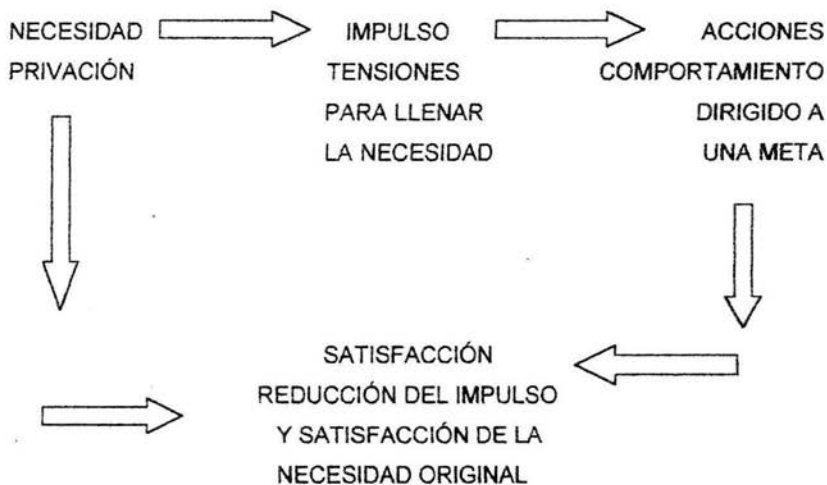 NECESIDAD
PRIVACIÓN
IMPULSO
TENSIONES
PARA LLENAR
LA NECESIDAD
ACCIONES
COMPORTAMIENTO
DIRIGIDO A
UNA META
SATISFACCIÓN
REDUCCIÓN DEL IMPULSO
Y SATISFACCIÓN DE LA
NECESIDAD ORIGINAL